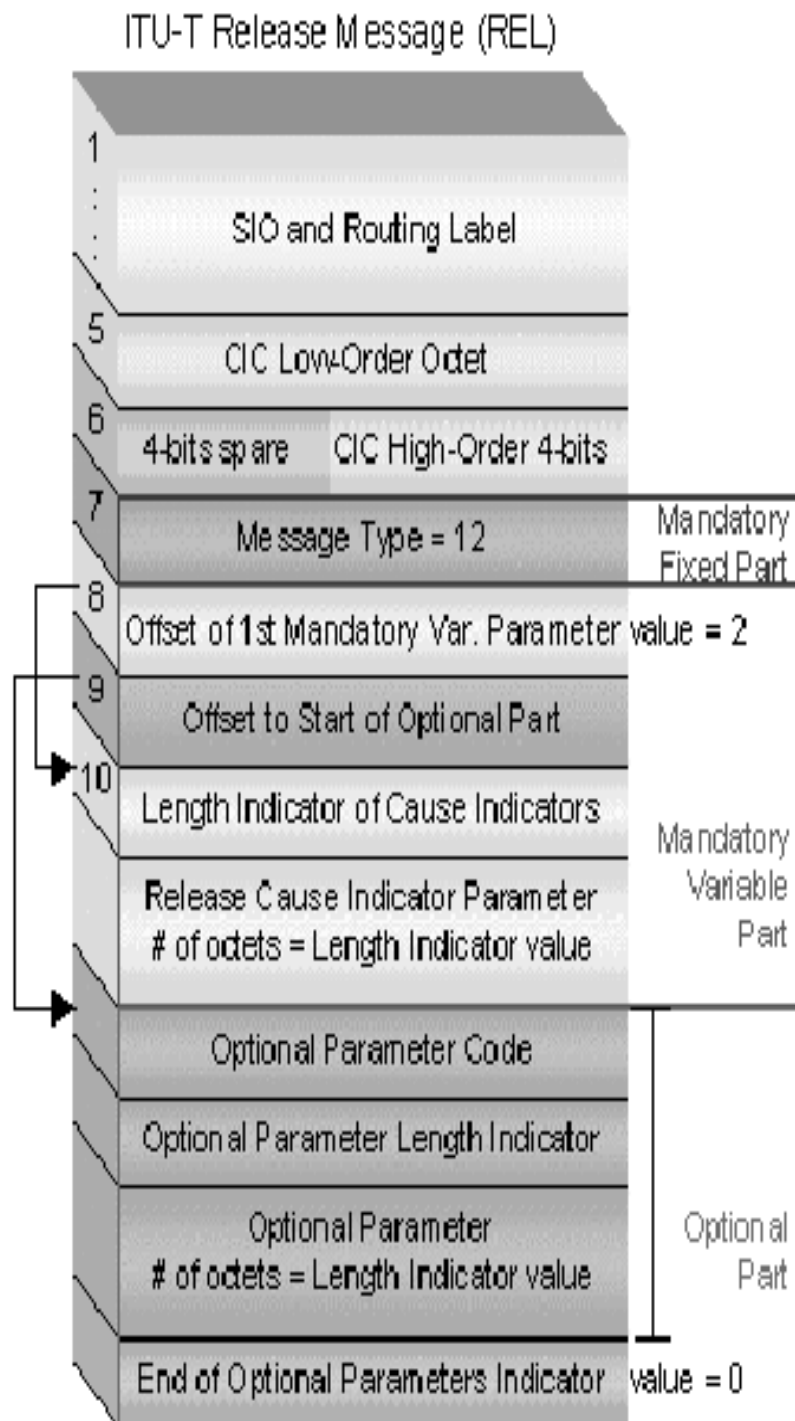 ITU-T Release Message (REL)
1
.
.
.
SIO and Routing Label
5
CIC Low-Order Octet
6
4-bits spare
CIC High-Order 4-bits
7
Message Type = 12
Mandatory
Fixed Part
8
Offset of 1st Mandatory Var. Parameter value = 2
9
Offset to Start of Optional Part
10
Length Indicator of Cause Indicators
Release Cause Indicator Parameter
# of octets = Length Indicator value
Mandatory
Variable
Part
Optional Parameter Code
Optional Parameter Length Indicator
Optional Parameter
# of octets = Length Indicator value
Optional
Part
End of Optional Parameters Indicator value = 0